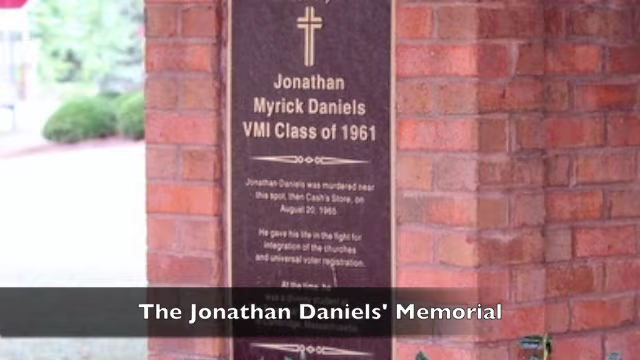 Jonathan
Myrick Daniels
VMI Class of 1961
Jonathan Daniels was murdered near
this spot, then Cash's Store, on
August 20, 1965.
He gave his life in the fight for
integration of the churches
and universal voter registration.
At the time, he
The Jonathan Daniels' Memorial